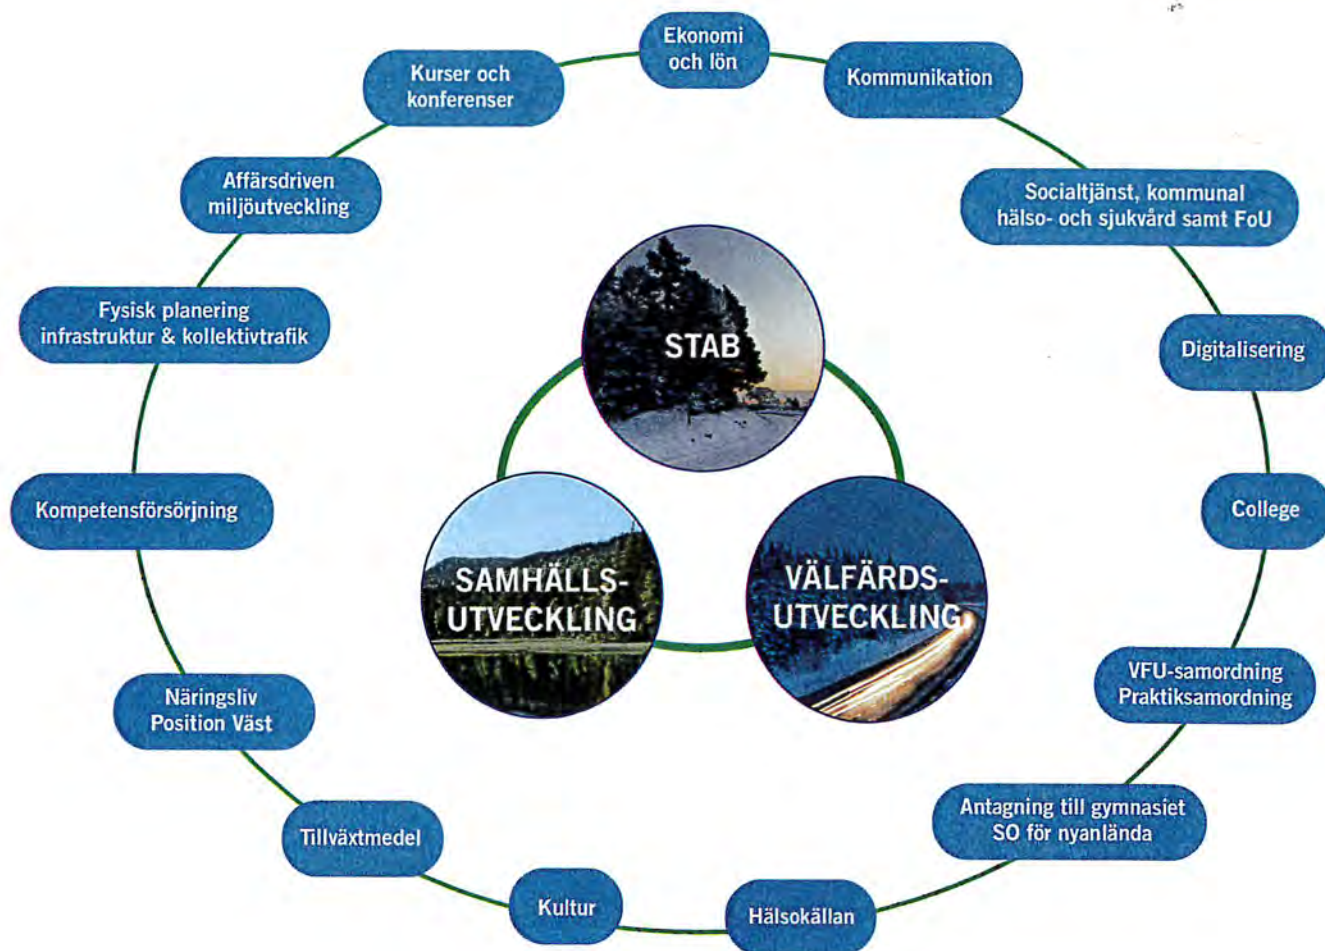 Ekonomi
och lön
Kommunikation
Kurser och
konferenser
Affärsdriven
miljöutveckling
Socialtjänst, kommunal
hälso- och sjukvård samt FoU
Fysisk planering
infrastruktur & kollektivtrafik
STAB
Digitalisering
Kompetensförsörjning
College
SAMHÄLLS-
UTVECKLING
VÄLFÄRDS-
UTVECKLING
Näringsliv
Position Väst
VFU-samordning
Praktiksamordning
Tillväxtmedel
Antagning till gymnasiet
SO för nyanlända
Kultur
Hälsokällan